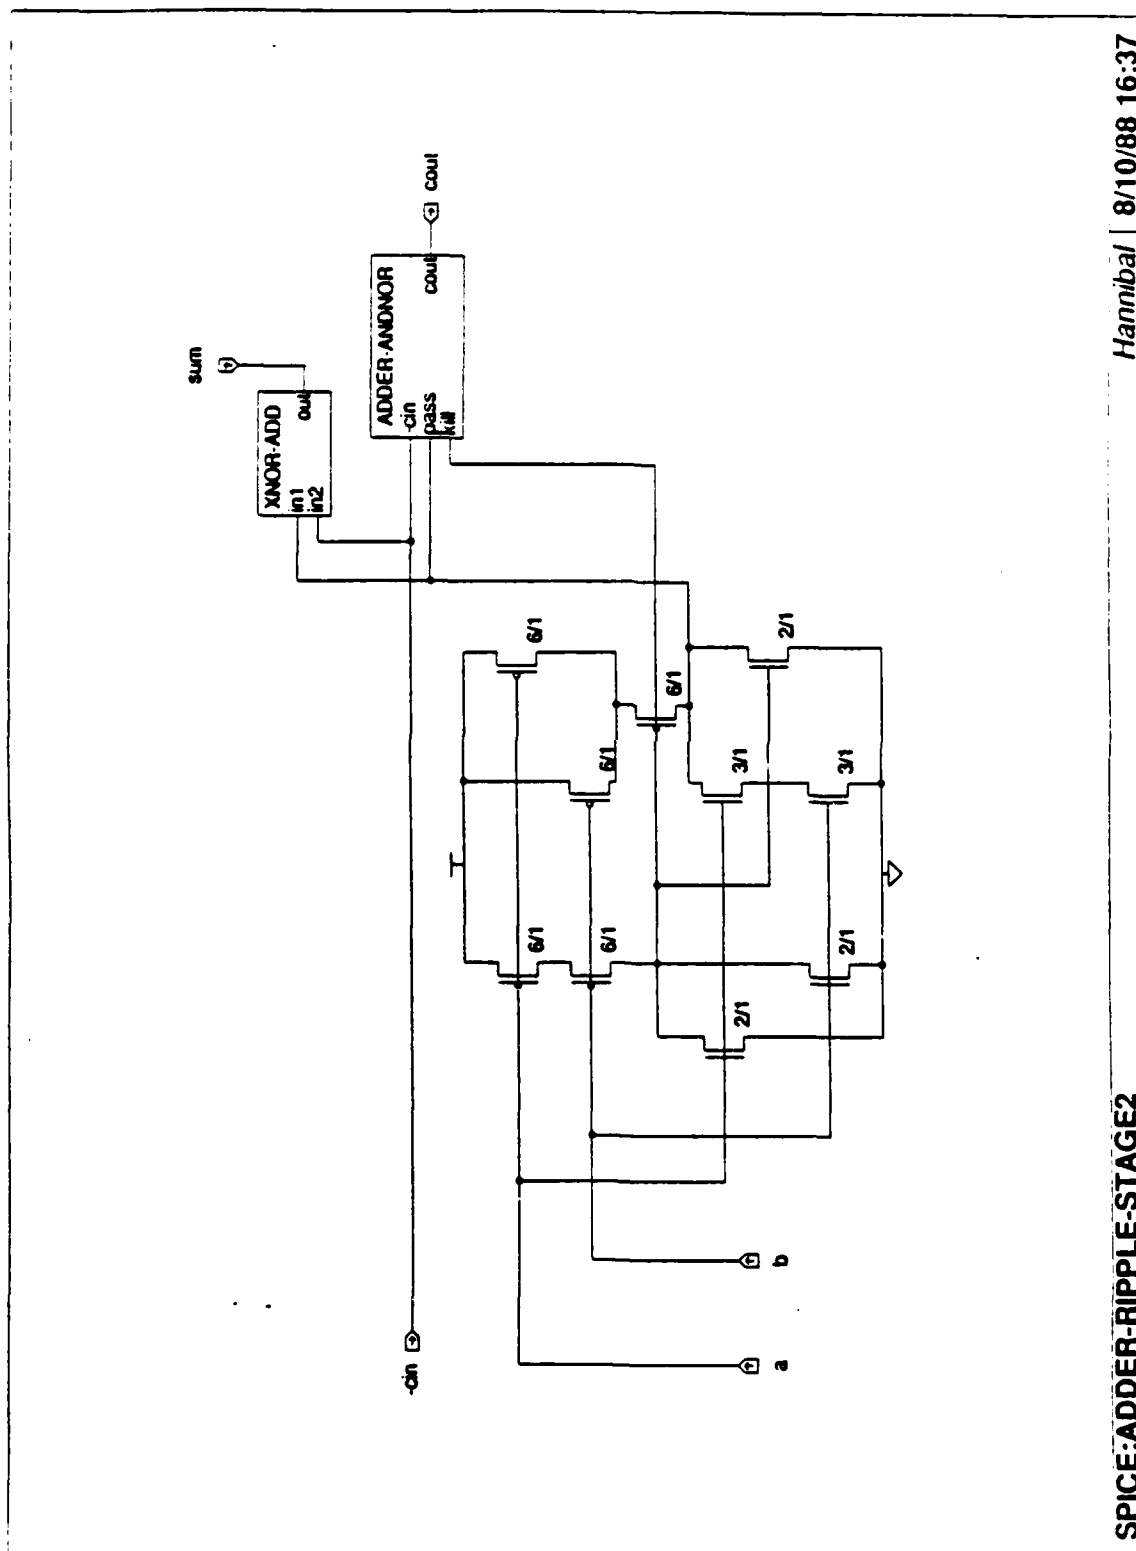 sum
XNOR-ADD
in1
in2
out
ADDER-ANDNOR
-cin
pass
kill
cout
cout
6/1
6/1
6/1
6/1
6/1
2/1
3/1
3/1
2/1
2/1
-cin
b
a
SPICE:ADDER-RIPPLE-STAGE2
Hannibal | 8/10/88 16:37